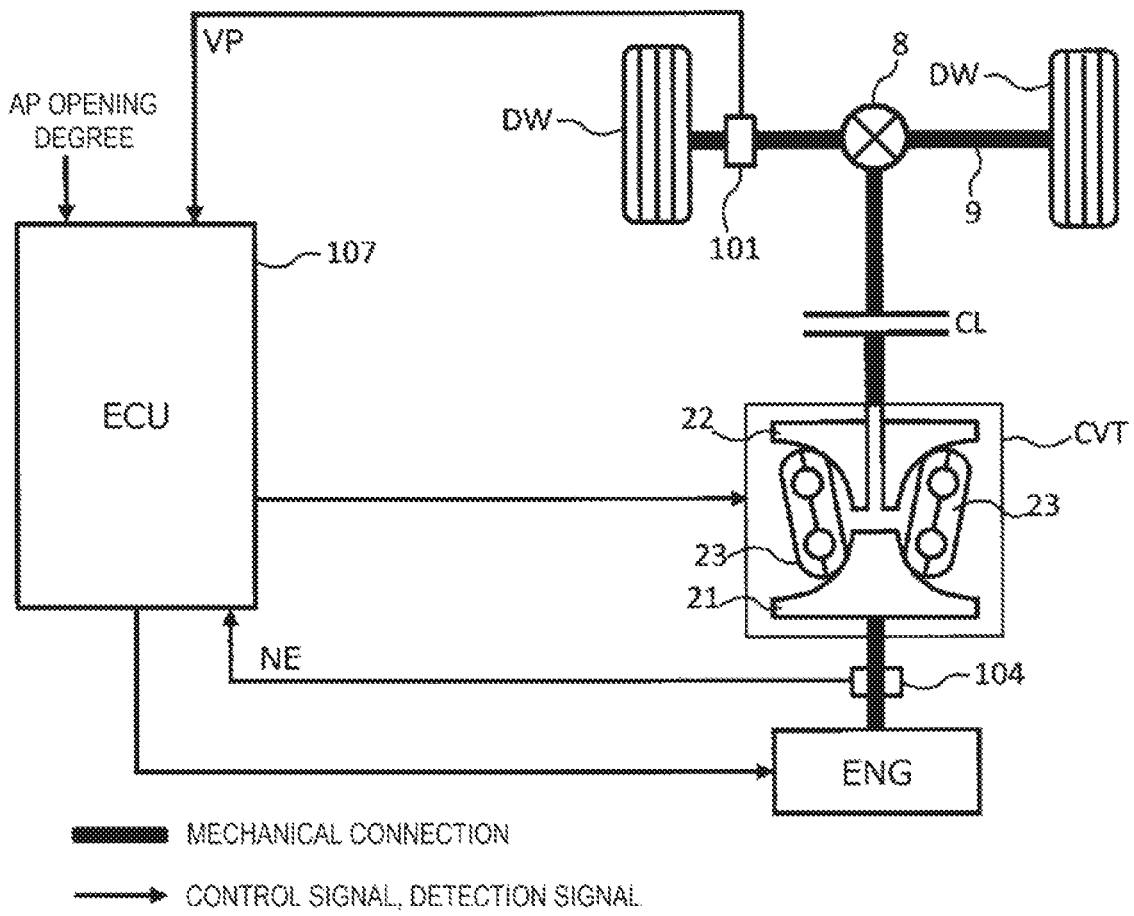 VP
8
DW
DW
AP OPENING
DEGREE
9
101
107
CL
ECU
22
CVT
23
23
21
NE
104
ENG
MECHANICAL CONNECTION
CONTROL SIGNAL, DETECTION SIGNAL